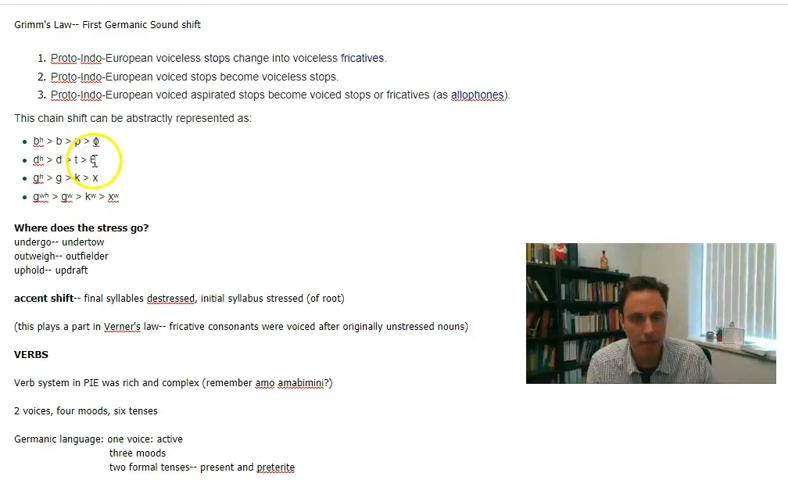 Grimm's Law-- First Germanic Sound shift
1. Proto-Indo-European voiceless stops change into voiceless fricatives.
2. Proto-Indo-European voiced stops become voiceless stops.
3. Proto-Indo-European voiced aspirated stops become voiced stops or fricatives (as allophones).
This chain shift can be abstractly represented as:
• bʰ > b > p > ɸ
• dʰ > d > t >
• gʰ > g > k > x
• gʷʰ > gʷ > kʷ > xʷ
Where does the stress go?
undergo-- undertow
outweigh-- outfielder
uphold-- updraft
accent shift-- final syllables destressed, initial syllabus stressed (of root)
(this plays a part in Verner's law-- fricative consonants were voiced after originally unstressed nouns)
VERBS
Verb system in PIE was rich and complex (remember amo amabimini?)
2 voices, four moods, six tenses
Germanic language: one voice: active
three moods
two formal tenses-- present and preterite